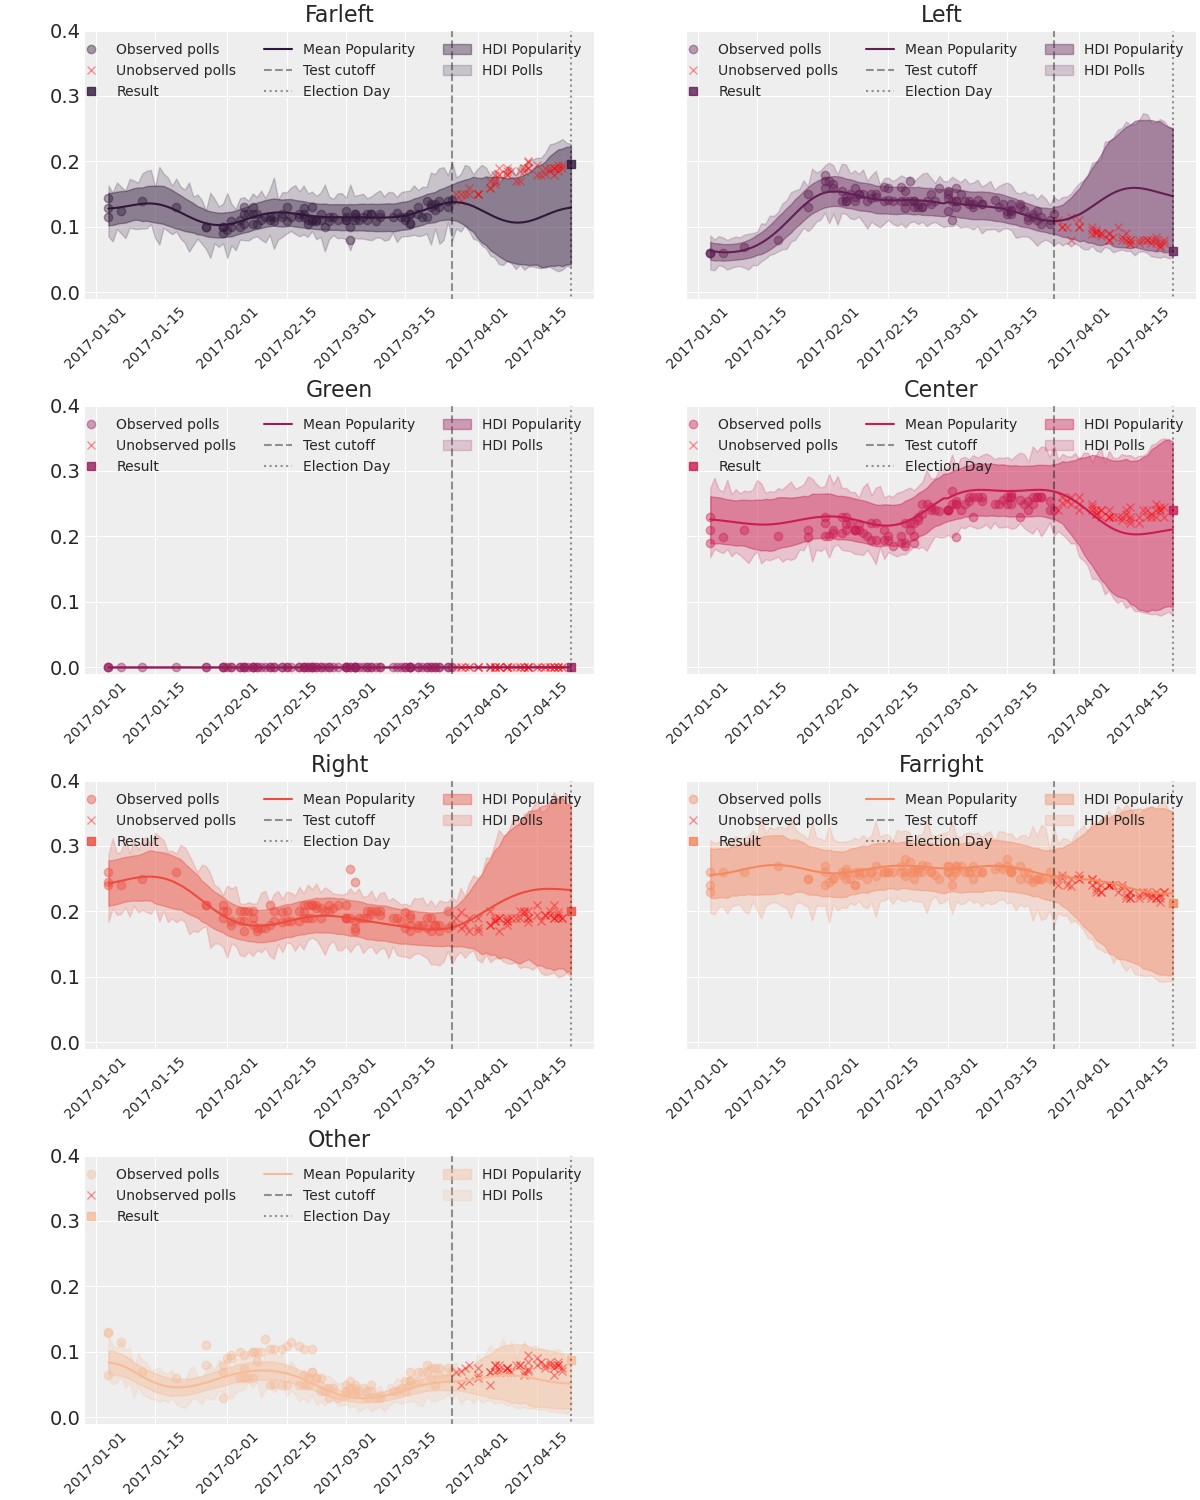 Farleft
Left
0.4
0.3
0.2
0.1
0.0
Observed polls Mean Popularity HDI Popularity
Unobserved polls Test cutoff HDI Polls
Result Election Day
Observed polls Mean Popularity HDI Popularity
Unobserved polls Test cutoff HDI Polls
Result Election Day
2017-01-01 2017-01-15 2017-02-01 2017-02-15 2017-03-01 2017-03-15 2017-04-01 2017-04-15
2017-01-01 2017-01-15 2017-02-01 2017-02-15 2017-03-01 2017-03-15 2017-04-01 2017-04-15
Green
Center
0.4
0.3
0.2
0.1
0.0
Observed polls Mean Popularity HDI Popularity
Unobserved polls Test cutoff HDI Polls
Result Election Day
Observed polls Mean Popularity HDI Popularity
Unobserved polls Test cutoff HDI Polls
Result Election Day
2017-01-01 2017-01-15 2017-02-01 2017-02-15 2017-03-01 2017-03-15 2017-04-01 2017-04-15
2017-01-01 2017-01-15 2017-02-01 2017-02-15 2017-03-01 2017-03-15 2017-04-01 2017-04-15
Right
Farright
0.4
0.3
0.2
0.1
0.0
Observed polls Mean Popularity HDI Popularity
Unobserved polls Test cutoff HDI Polls
Result Election Day
Observed polls Mean Popularity HDI Popularity
Unobserved polls Test cutoff HDI Polls
Result Election Day
2017-01-01 2017-01-15 2017-02-01 2017-02-15 2017-03-01 2017-03-15 2017-04-01 2017-04-15
2017-01-01 2017-01-15 2017-02-01 2017-02-15 2017-03-01 2017-03-15 2017-04-01 2017-04-15
Other
0.4
0.3
0.2
0.1
0.0
Observed polls Mean Popularity HDI Popularity
Unobserved polls Test cutoff HDI Polls
Result Election Day
2017-01-01 2017-01-15 2017-02-01 2017-02-15 2017-03-01 2017-03-15 2017-04-01 2017-04-15